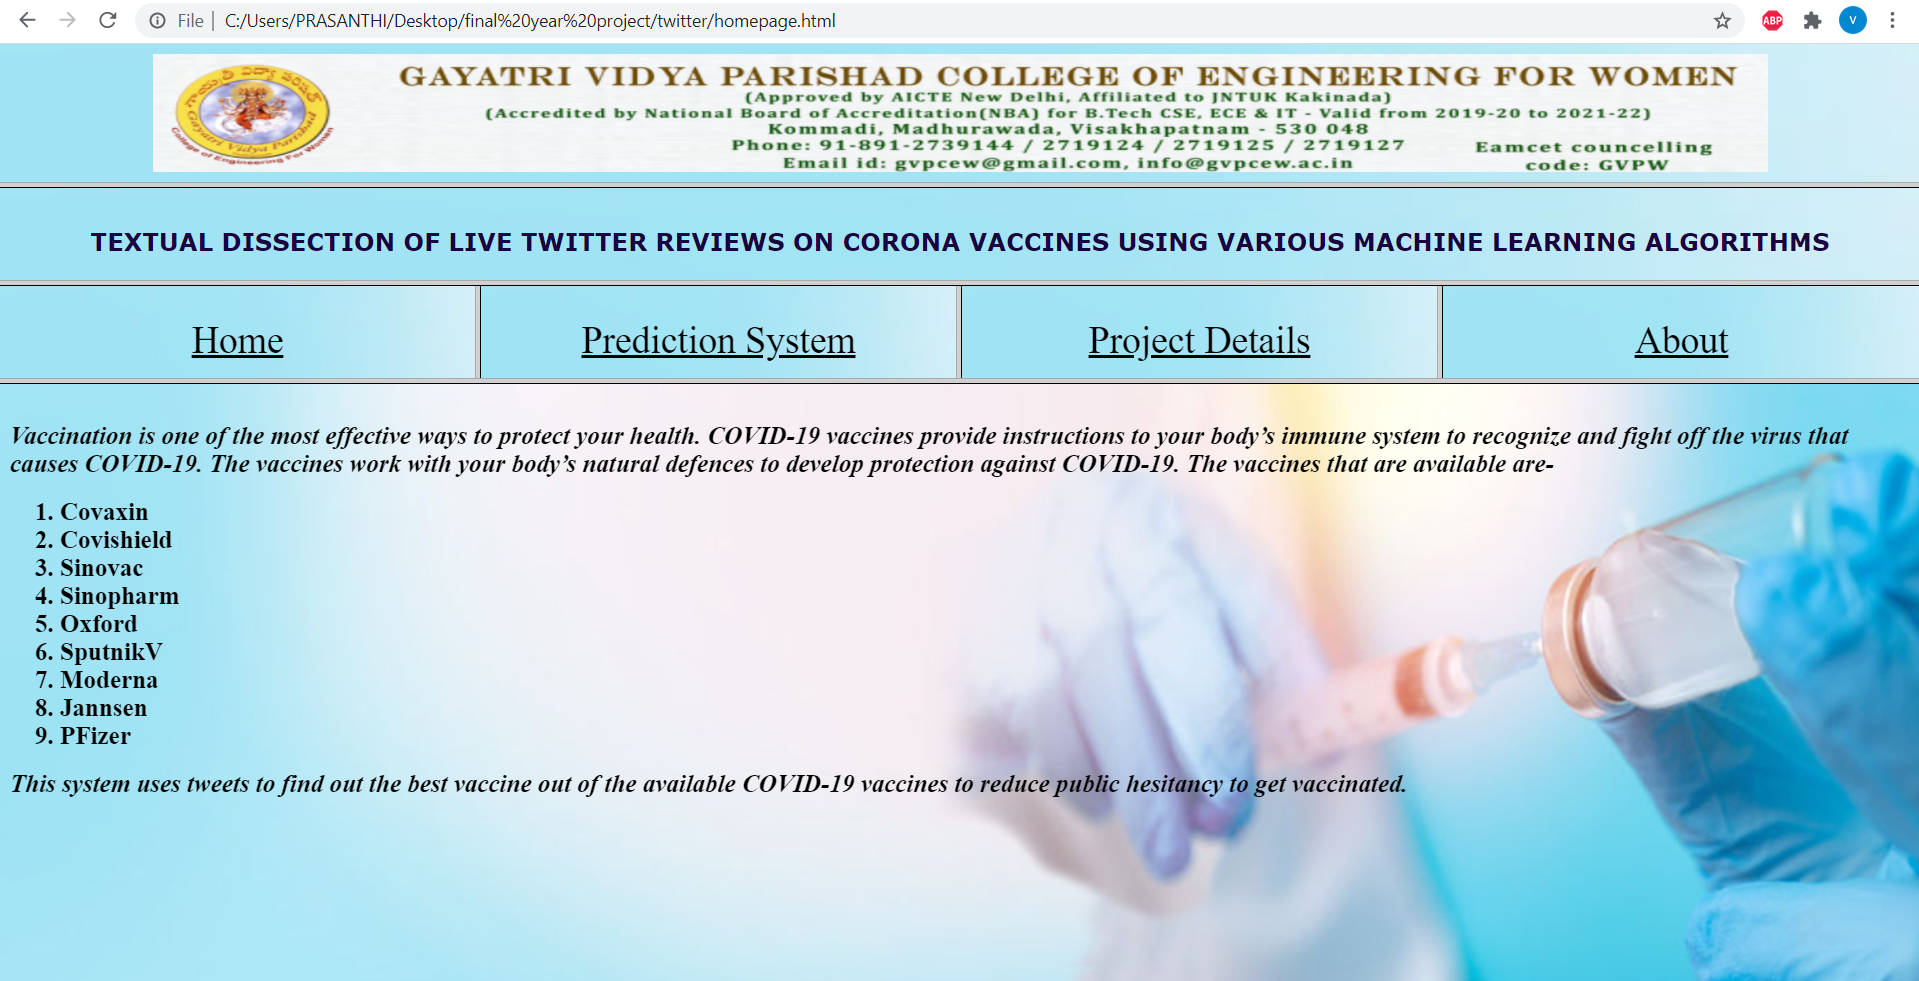 File | C:/Users/PRASANTHI/Desktop/final%20year%20project/twitter/homepage.html
ABP
V
గాయత్రీ విద్యా పరిషత్
Gayatri Vidya Parishad
College of Engineering For Women
GAYATRI VIDYA PARISHAD COLLEGE OF ENGINEERING FOR WOMEN
(Approved by AICTE New Delhi, Affiliated to JNTUK Kakinada)
(Accredited by National Board of Accreditation(NBA) for B.Tech CSE, ECE & IT - Valid from 2019-20 to 2021-22)
Kommadi, Madhurawada, Visakhapatnam - 530 048
Phone: 91-891-2739144 / 2719124 / 2719125 / 2719127
Email id: gvpcew@gmail.com, info@gvpcew.ac.in
Eamcet councelling
code: GVPW
TEXTUAL DISSECTION OF LIVE TWITTER REVIEWS ON CORONA VACCINES USING VARIOUS MACHINE LEARNING ALGORITHMS
Home
Prediction System
Project Details
About
Vaccination is one of the most effective ways to protect your health. COVID-19 vaccines provide instructions to your body’s immune system to recognize and fight off the virus that
causes COVID-19. The vaccines work with your body’s natural defences to develop protection against COVID-19. The vaccines that are available are-
1. Covaxin
2. Covishield
3. Sinovac
4. Sinopharm
5. Oxford
6. SputnikV
7. Moderna
8. Jannsen
9. PFizer
This system uses tweets to find out the best vaccine out of the available COVID-19 vaccines to reduce public hesitancy to get vaccinated.